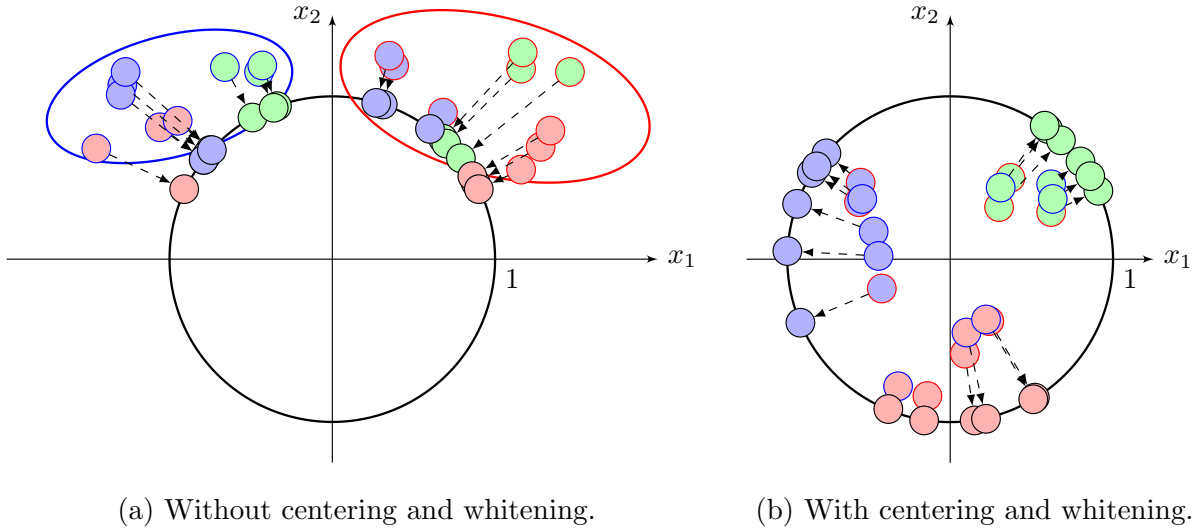 x₂
x₁
1
(a) Without centering and whitening.
x₂
x₁
1
(b) With centering and whitening.